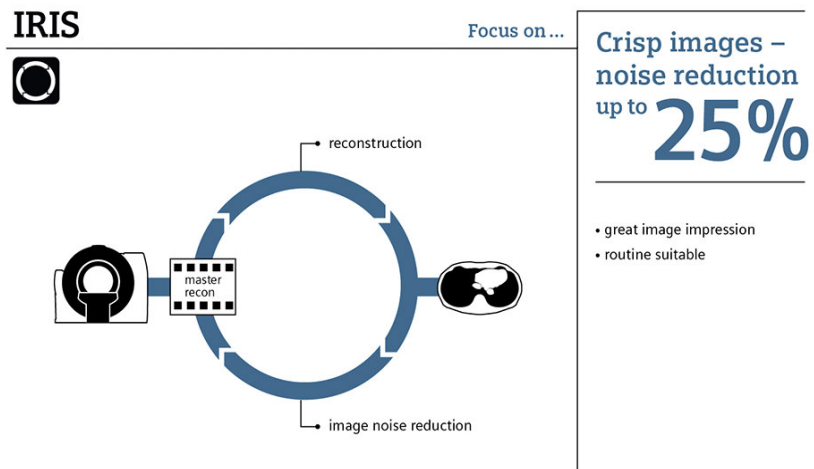 IRIS
Focus on ...
Crisp images –
noise reduction
up to 25%
• great image impression
• routine suitable
reconstruction
master
recon
image noise reduction